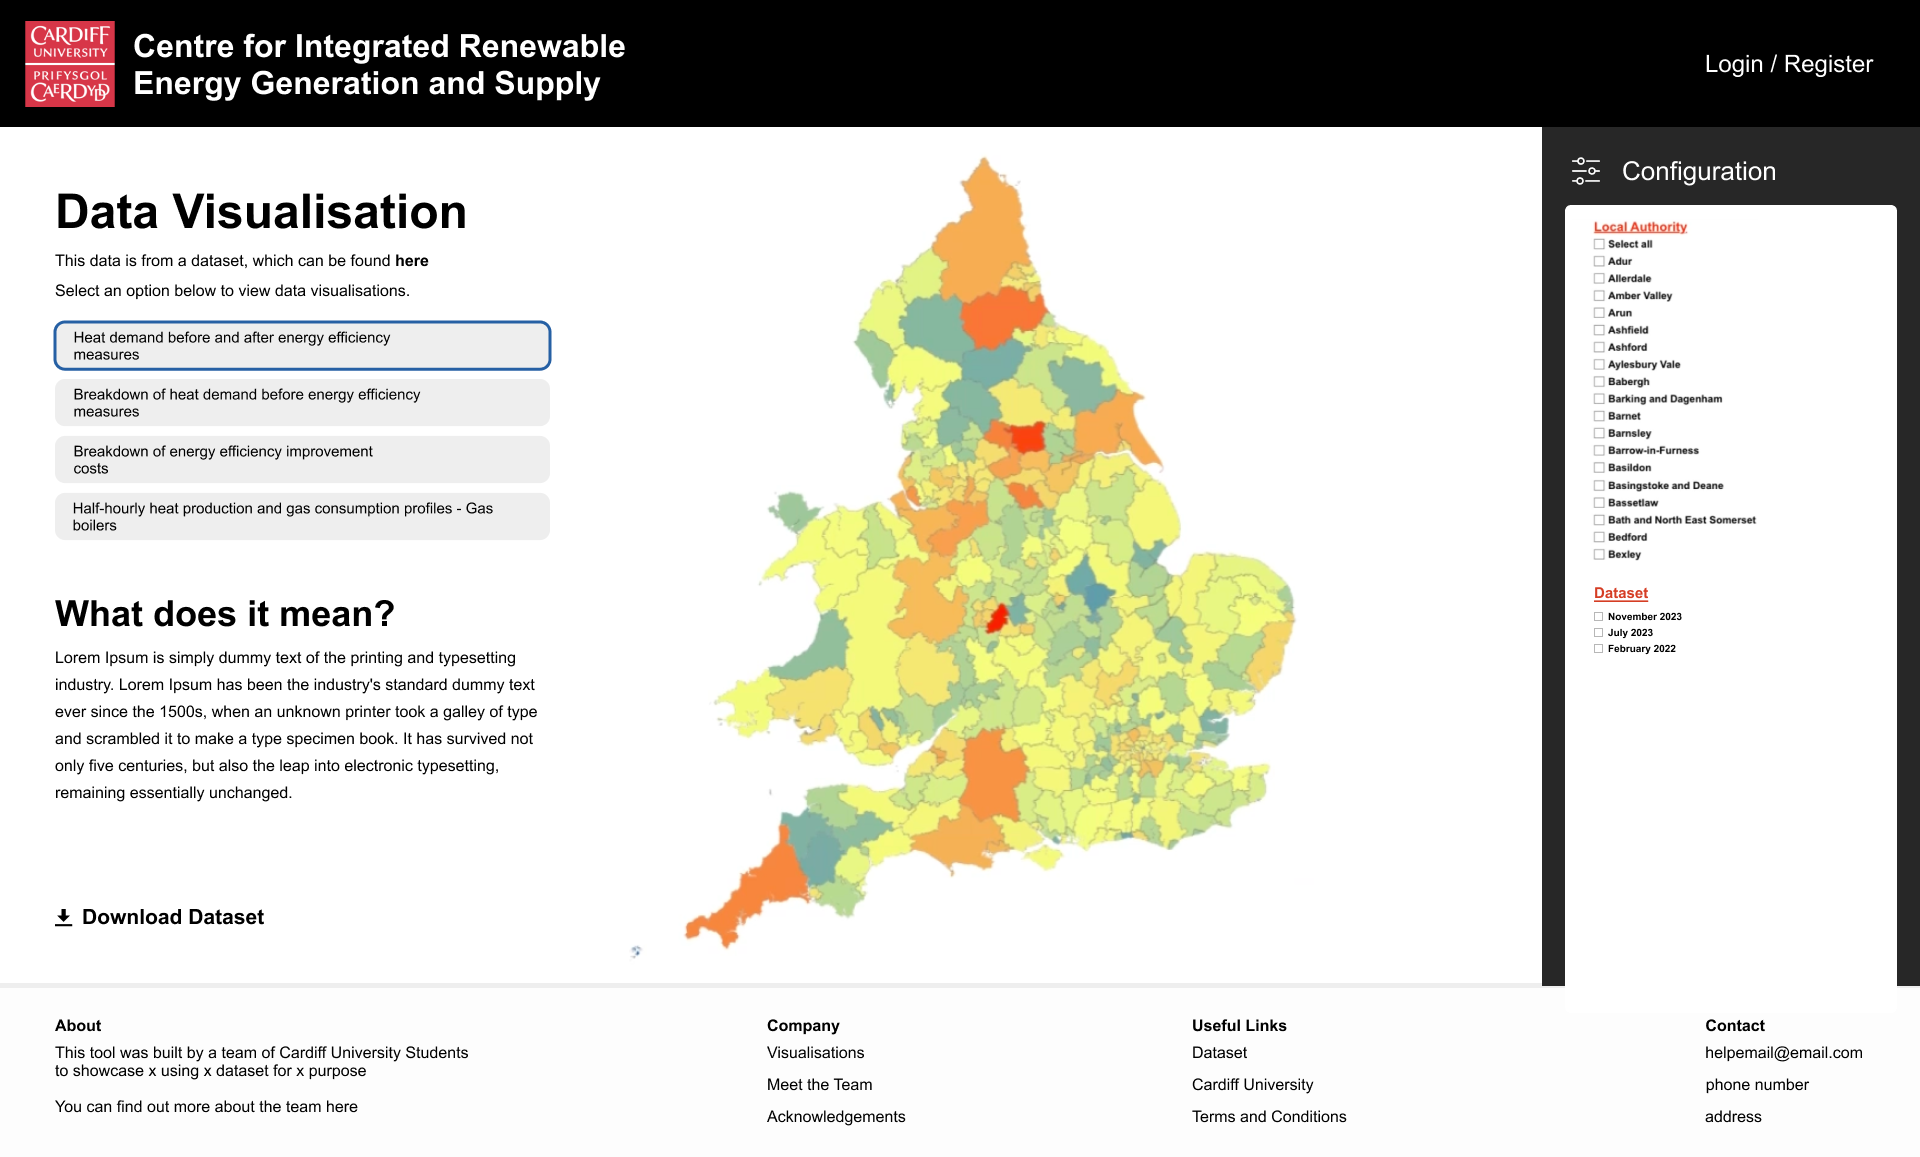 CARDIFF
UNIVERSITY
PRIFYSGOL
CAERDYDD
Centre for Integrated Renewable
Energy Generation and Supply
Login / Register
Data Visualisation
This data is from a dataset, which can be found here
Select an option below to view data visualisations.
Heat demand before and after energy efficiency
measures
Breakdown of heat demand before energy efficiency
measures
Breakdown of energy efficiency improvement
costs
Half-hourly heat production and gas consumption profiles - Gas
boilers
What does it mean?
Lorem Ipsum is simply dummy text of the printing and typesetting
industry. Lorem Ipsum has been the industry's standard dummy text
ever since the 1500s, when an unknown printer took a galley of type
and scrambled it to make a type specimen book. It has survived not
only five centuries, but also the leap into electronic typesetting,
remaining essentially unchanged.
Download Dataset
Configuration
Local Authority
Select all
Adur
Allerdale
Amber Valley
Arun
Ashfield
Ashford
Aylesbury Vale
Babergh
Barking and Dagenham
Barnet
Barnsley
Barrow-in-Furness
Basildon
Basingstoke and Deane
Bassetlaw
Bath and North East Somerset
Bedford
Bexley
Dataset
November 2023
July 2023
February 2022
About
This tool was built by a team of Cardiff University Students
to showcase x using x dataset for x purpose
You can find out more about the team here
Company
Visualisations
Meet the Team
Acknowledgements
Useful Links
Dataset
Cardiff University
Terms and Conditions
Contact
helpemail@email.com
phone number
address